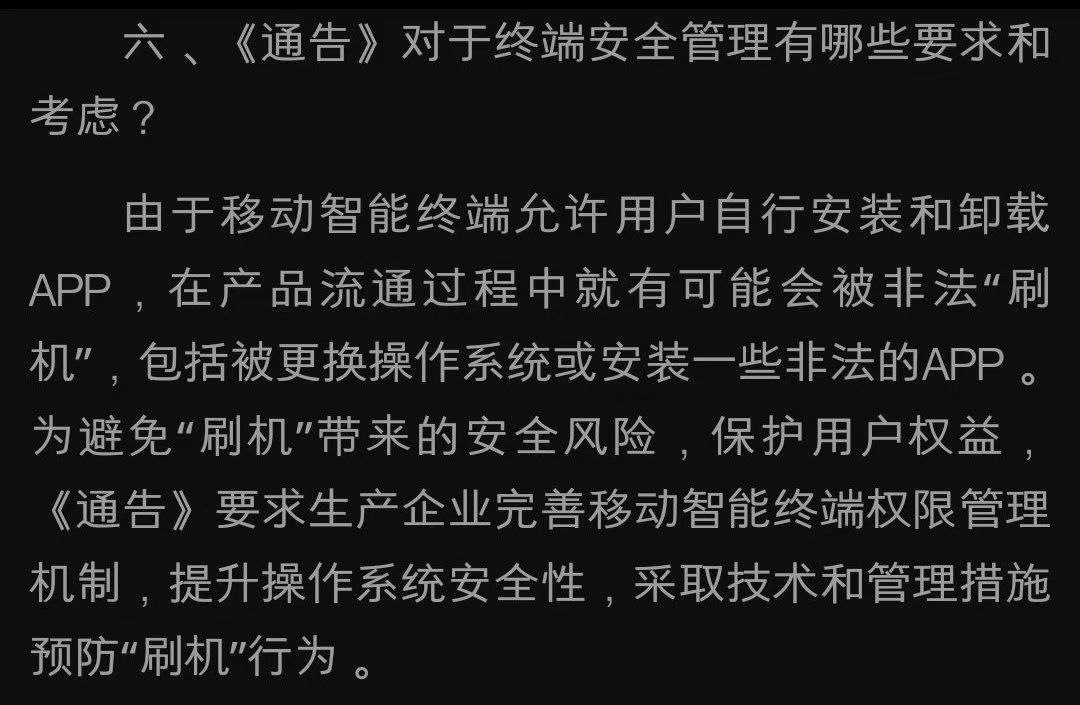 六、《通告》对于终端安全管理有哪些要求和
考虑？
由于移动智能终端允许用户自行安装和卸载
APP，在产品流通过程中就有可能会被非法“刷
机”，包括被更换操作系统或安装一些非法的APP。
为避免“刷机”带来的安全风险，保护用户权益，
《通告》要求生产企业完善移动智能终端权限管理
机制，提升操作系统安全性，采取技术和管理措施
预防“刷机”行为。